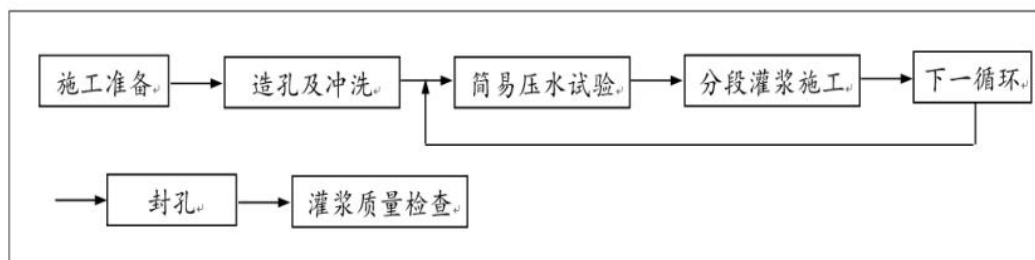 施工准备
造孔及冲洗
简易压水试验
分段灌浆施工
下一循环
封孔
灌浆质量检查